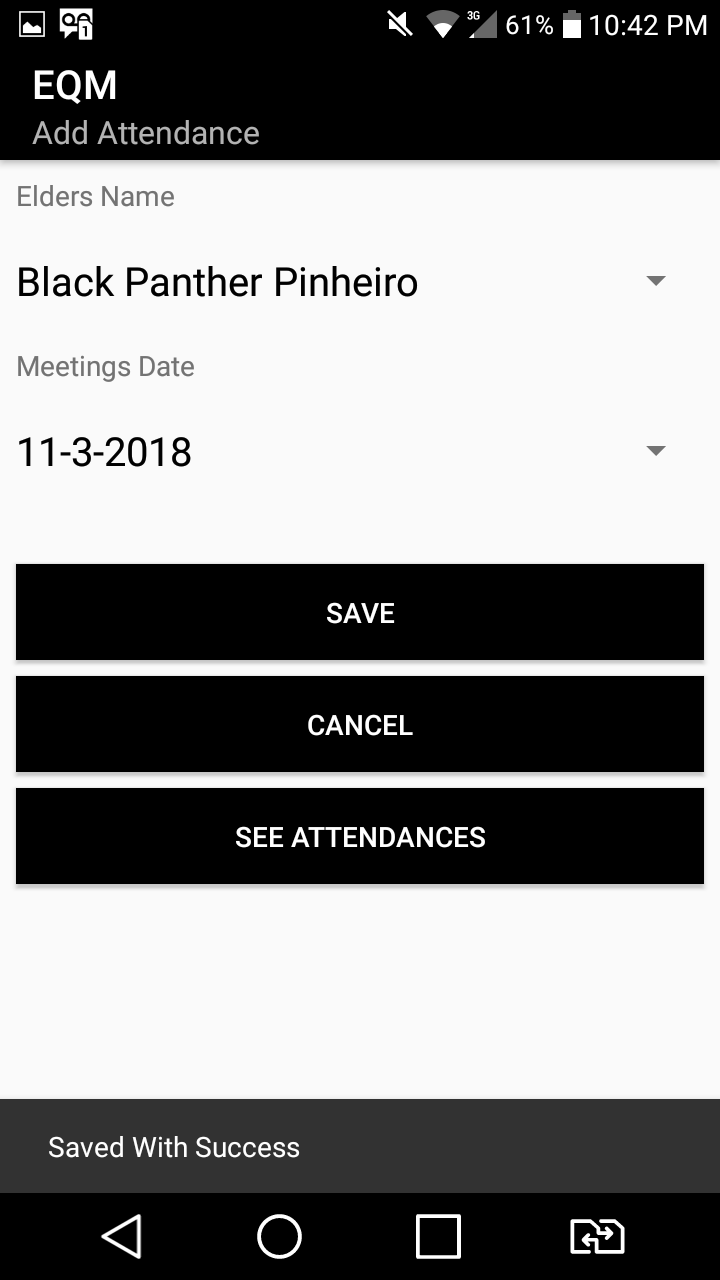 3G 61% 10:42 PM
1
EQM
Add Attendance
Elders Name
Black Panther Pinheiro
Meetings Date
11-3-2018
SAVE
CANCEL
SEE ATTENDANCES
Saved With Success